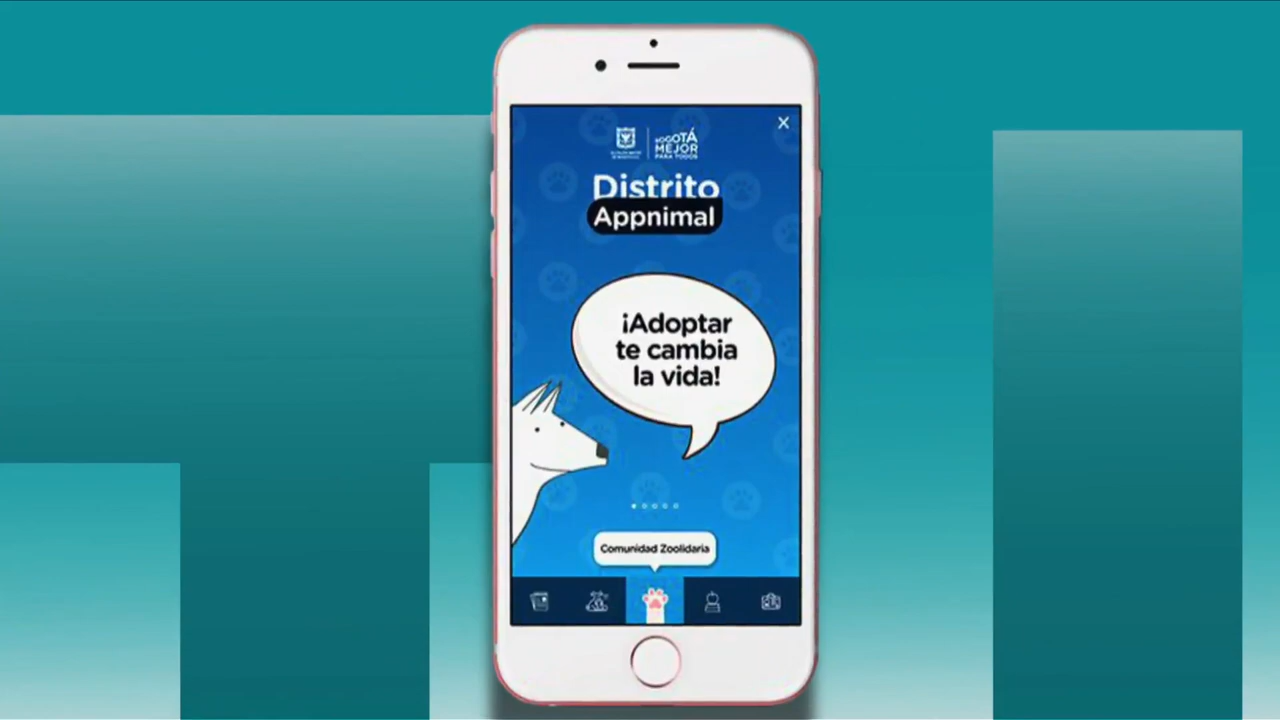 BOGOTÁ
MEJOR
PARA TODOS
Distrito
Appnimal
¡Adoptar
te cambia
la vida!
Comunidad Zoolidaria